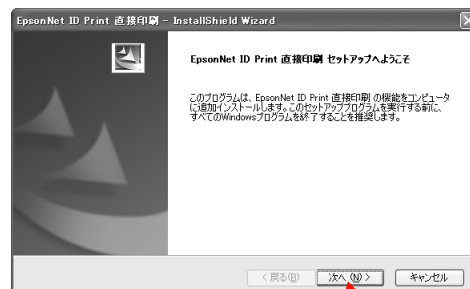 EpsonNet ID Print 直接印刷 - InstallShield Wizard
EpsonNet ID Print 直接印刷 セットアップへようこそ
このプログラムは、EpsonNet ID Print 直接印刷 の機能をコンピュータ
に追加インストールします。このセットアッププログラムを実行する前に、
すべてのWindowsプログラムを終了することを推奨します。
< 戻る(B)
次へ(N) >
キャンセル